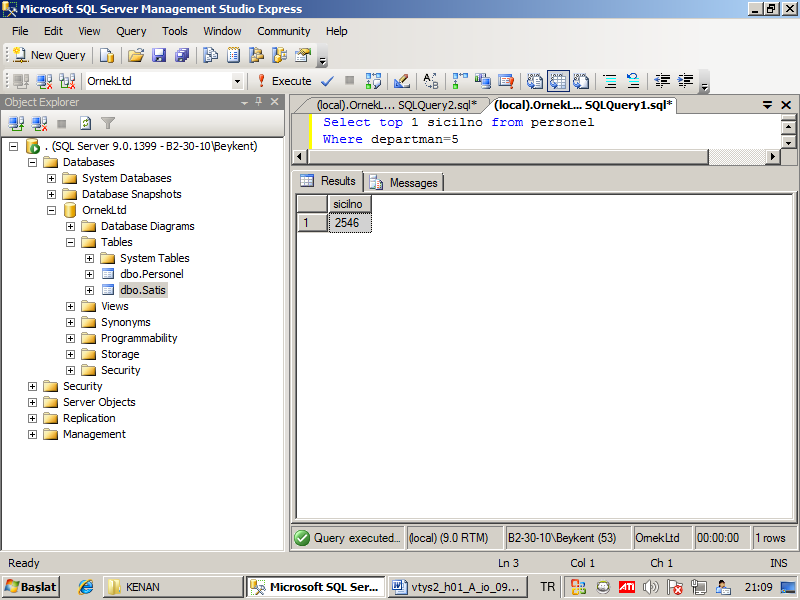 Microsoft SQL Server Management Studio Express
File Edit View Query Tools Window Community Help
New Query
OrnekLtd Execute
Object Explorer
. (SQL Server 9.0.1399 - B2-30-10\Beykent)
Databases
System Databases
Database Snapshots
OrnekLtd
Database Diagrams
Tables
System Tables
dbo.Personel
dbo.Satis
Views
Synonyms
Programmability
Storage
Security
Security
Server Objects
Replication
Management
(local).OrnekL... SQLQuery2.sql* (local).OrnekL... SQLQuery1.sql*
Select top 1 sicilno from personel
Where departman=5
Results Messages
sicilno
1 2546
Query executed... (local) (9.0 RTM) B2-30-10\Beykent (53) OrnekLtd 00:00:00 1 rows
Ready Ln 3 Col 1 Ch 1 INS
Başlat KENAN Microsoft SQL Ser... vtys2_h01_A_jo_09... TR ATI 21:09